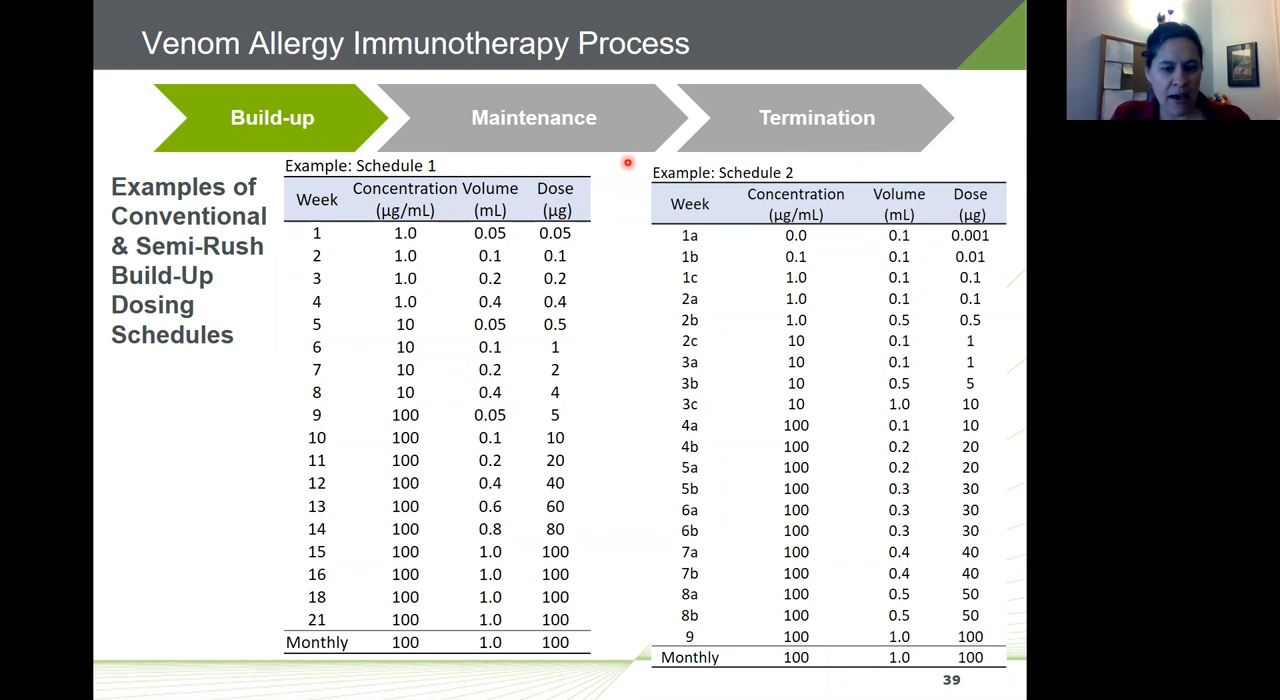 Venom Allergy Immunotherapy Process
Build-up
Maintenance
Termination
Examples of
Conventional
& Semi-Rush
Build-Up
Dosing
Schedules
Example: Schedule 1
Week Concentration (µg/mL) Volume (mL) Dose (µg)
1 1.0 0.05 0.05
2 1.0 0.1 0.1
3 1.0 0.2 0.2
4 1.0 0.4 0.4
5 10 0.05 0.5
6 10 0.1 1
7 10 0.2 2
8 10 0.4 4
9 100 0.05 5
10 100 0.1 10
11 100 0.2 20
12 100 0.4 40
13 100 0.6 60
14 100 0.8 80
15 100 1.0 100
16 100 1.0 100
18 100 1.0 100
21 100 1.0 100
Monthly 100 1.0 100
Example: Schedule 2
Week Concentration (µg/mL) Volume (mL) Dose (µg)
1a 0.0 0.1 0.001
1b 0.1 0.1 0.01
1c 1.0 0.1 0.1
2a 1.0 0.1 0.1
2b 1.0 0.5 0.5
2c 10 0.1 1
3a 10 0.1 1
3b 10 0.5 5
3c 10 1.0 10
4a 100 0.1 10
4b 100 0.2 20
5a 100 0.2 20
5b 100 0.3 30
6a 100 0.3 30
6b 100 0.3 30
7a 100 0.4 40
7b 100 0.4 40
8a 100 0.5 50
8b 100 0.5 50
9 100 1.0 100
Monthly 100 1.0 100
39